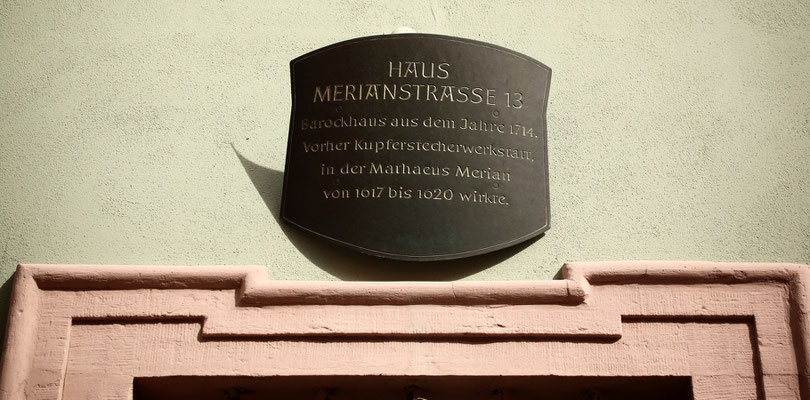 HAUS
MERIANSTRASSE 13
Barockhaus aus dem Jahre 1714.
Vorher Kupferstecherwerkstatt,
in der Mathaeus Merian
von 1617 bis 1620 wirkte.